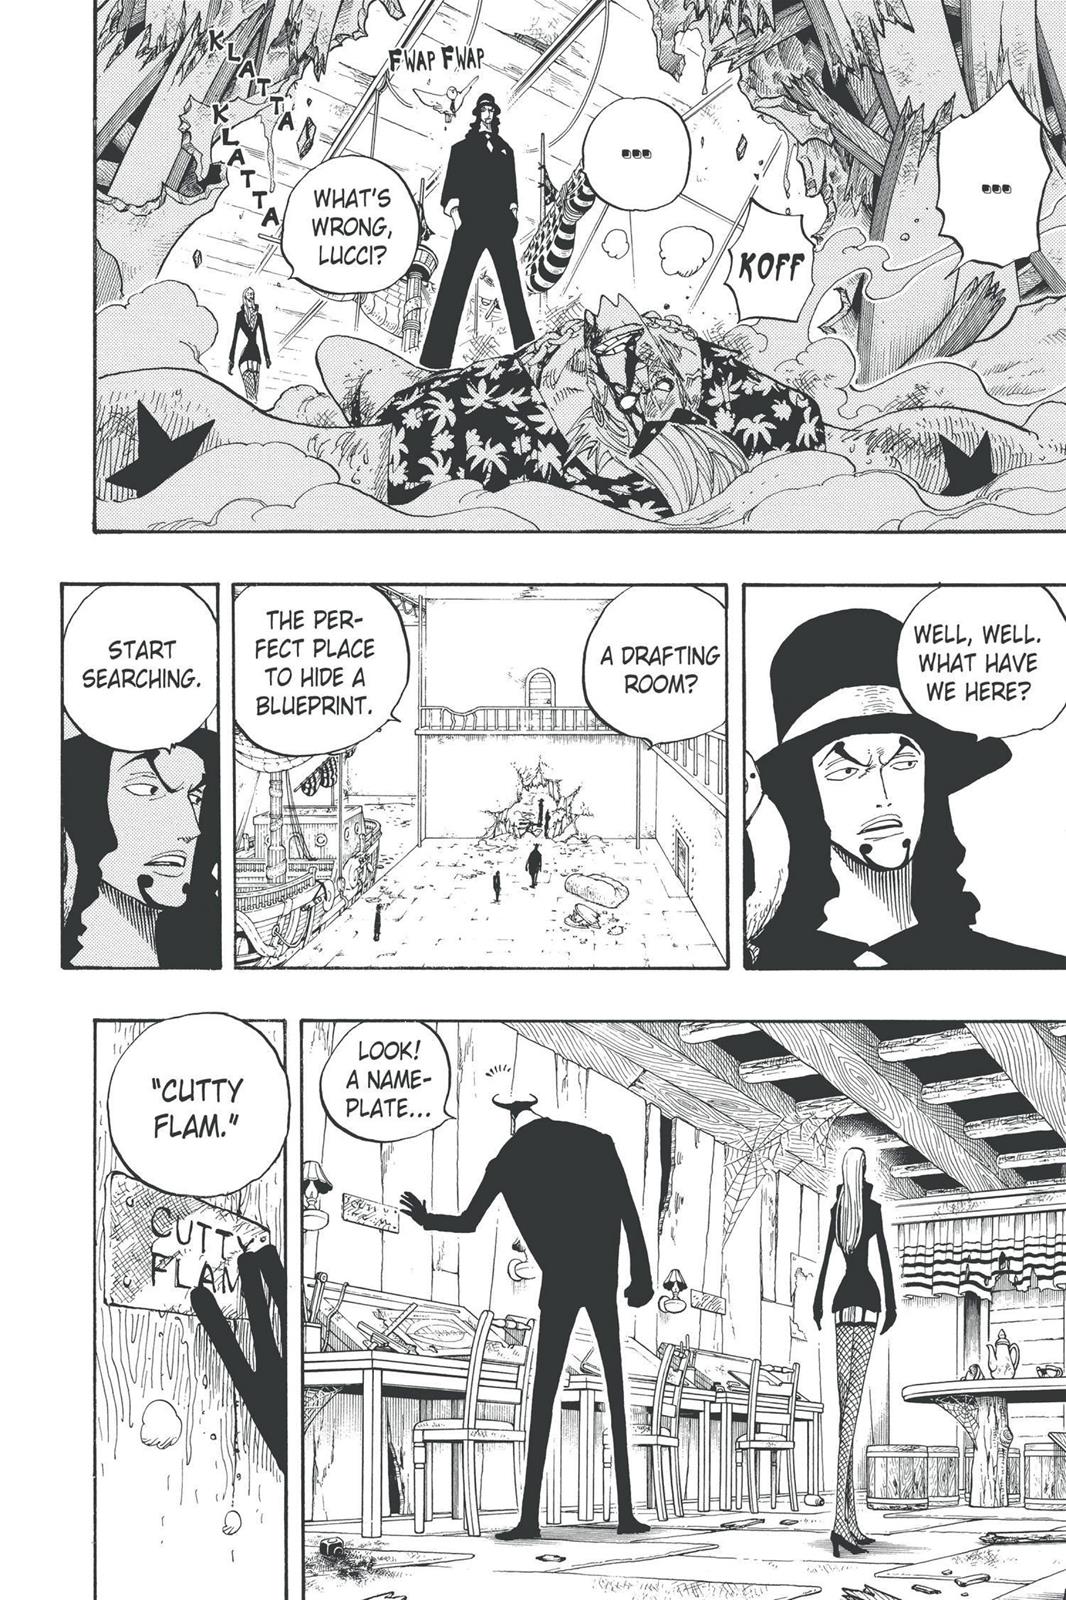 ...
...
KOFF
FWAP FWAP
WHAT'S
WRONG,
LUCCI?
KLATTA
KLATTA
WELL, WELL.
WHAT HAVE
WE HERE?
A DRAFTING
ROOM?
THE PER-
FECT PLACE
TO HIDE A
BLUEPRINT.
START
SEARCHING.
LOOK!
A NAME-
PLATE...
"CUTTY
FLAM."
CUTTY
FLAM